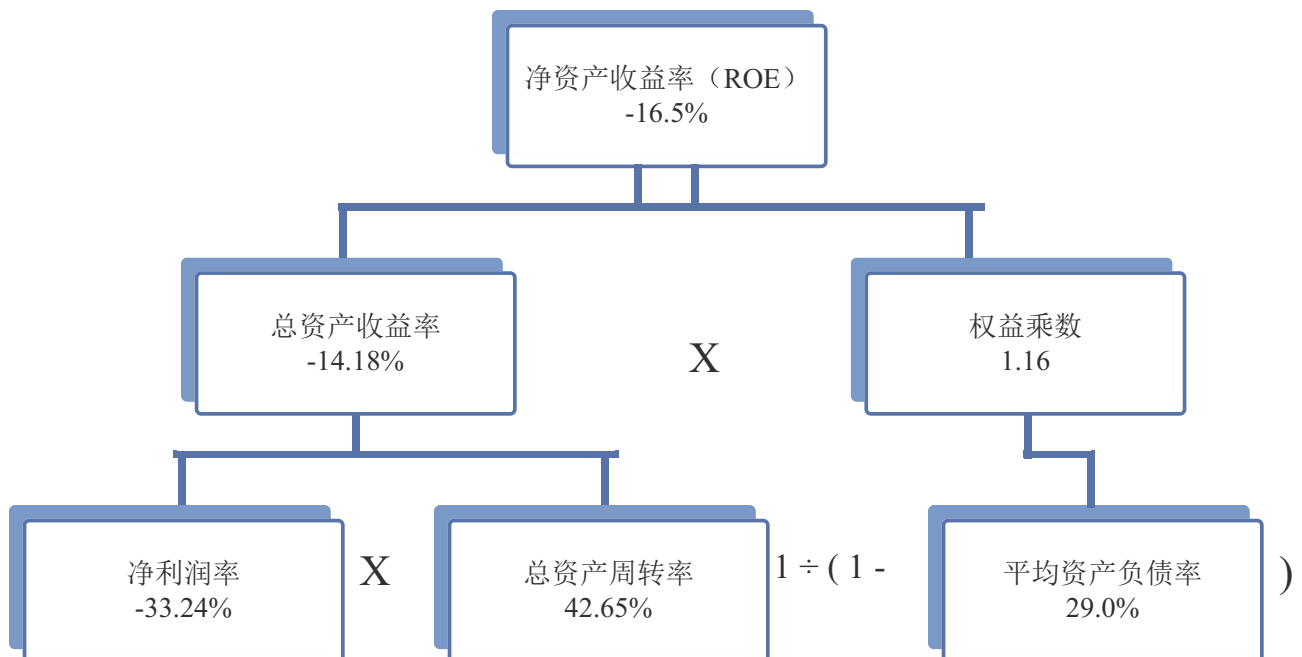 净资产收益率（ROE）
-16.5%
总资产收益率
-14.18%
X
权益乘数
1.16
净利润率
-33.24%
X
总资产周转率
42.65%
1 ÷ ( 1 -
平均资产负债率
29.0%
)